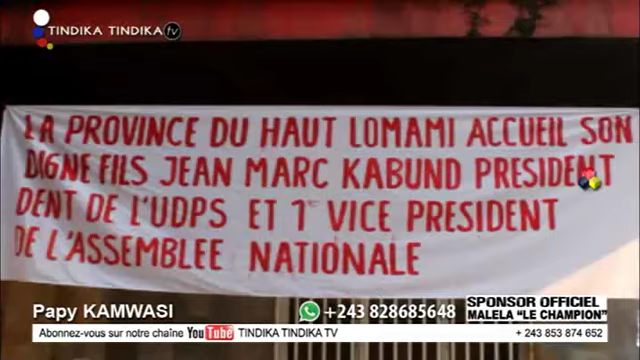 TINDIKA TINDIKA tv
LA PROVINCE DU HAUT LOMAMI ACCUEIL SON
DIGNE FILS JEAN MARC KABUND PRESIDENT
DENT DE L'UDPS ET 1e VICE PRESIDENT
DE L'ASSEMBLEE NATIONALE
Papy KAMWASI
+243 828685648
SPONSOR OFFICIEL
MALELA "LE CHAMPION"
Abonnez-vous sur notre chaîne YouTube TINDIKA TINDIKA TV
+ 243 853 874 652